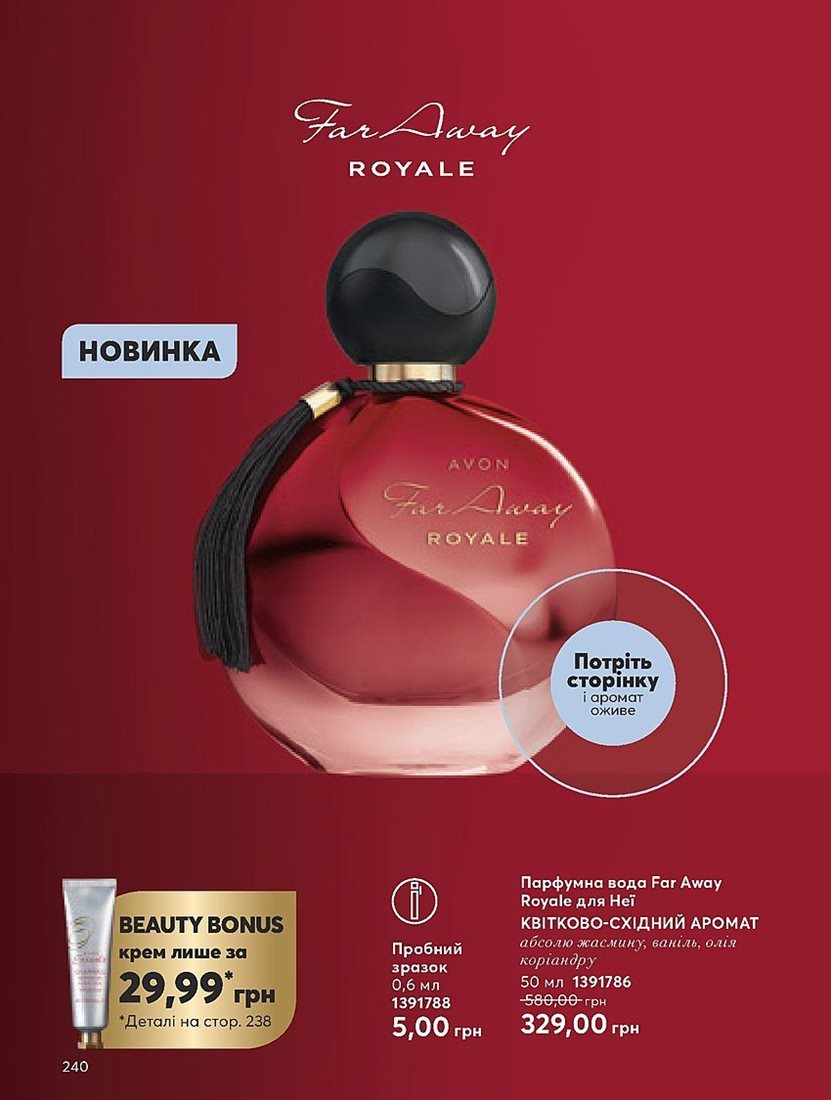 Far Away
ROYALE
НОВИНКА
AVON
Far Away
ROYALE
Потріть
сторінку
і аромат
оживе
BEAUTY BONUS
крем лише за
29,99* грн
*Деталі на стор. 238
Пробний
зразок
0,6 мл
1391788
5,00 грн
Парфумна вода Far Away
Royale для Неї
КВІТКОВО-СХІДНИЙ АРОМАТ
абсолю жасмину, ваніль, олія
коріандру
50 мл 1391786
580,00 грн
329,00 грн
240